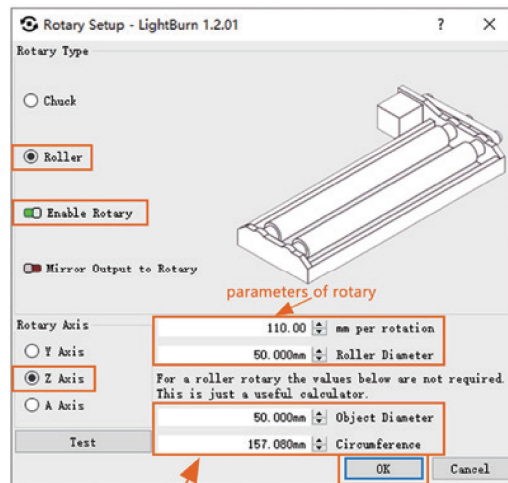 Rotary Setup - LightBurn 1.2.01
Rotary Type
Chuck
Roller
Enable Rotary
Mirror Output to Rotary
parameters of rotary
Rotary Axis
110.00 mm per rotation
Y Axis
50.000mm Roller Diameter
Z Axis
For a roller rotary the values below are not required.
This is just a useful calculator.
A Axis
50.000mm Object Diameter
Test
157.080mm Circumference
OK
Cancel